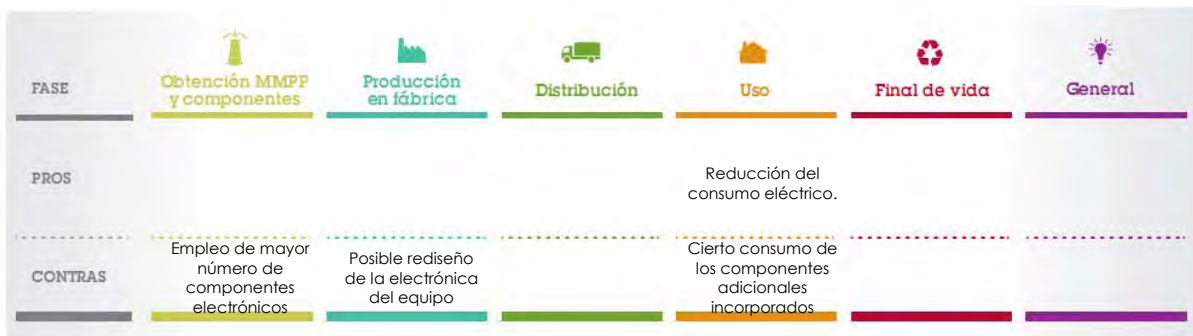 FASE
Obtención MMPP
y componentes
Producción
en fábrica
Distribución
Uso
Final de vida
General
PROS
Reducción del
consumo eléctrico.
CONTRAS
Empleo de mayor
número de
componentes
electrónicos
Posible rediseño
de la electrónica
del equipo
Cierto consumo de
los componentes
adicionales
incorporados